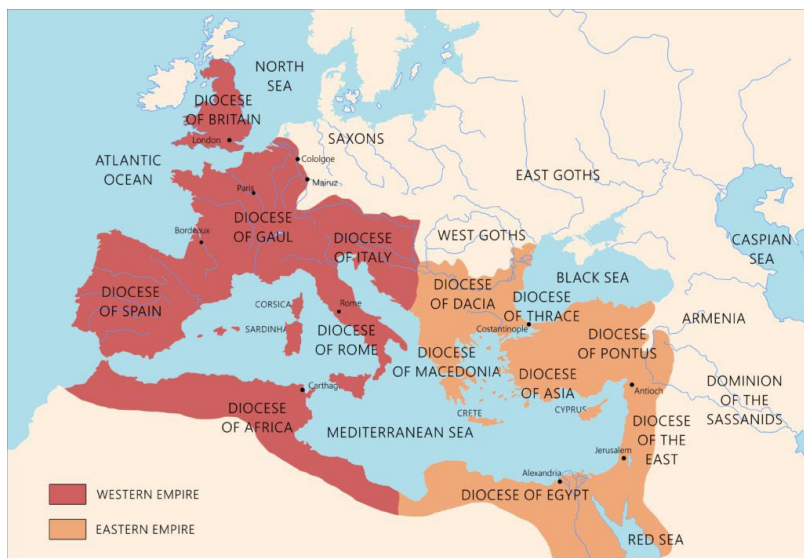 NORTH
SEA
DIOCESE
OF BRITAIN
London
SAXONS
ATLANTIC
OCEAN
Cololgne
Mairuz
Paris
EAST GOTHS
Bordeaux
DIOCESE
OF GAUL
DIOCESE
OF ITALY
WEST GOTHS
CASPIAN
SEA
BLACK SEA
DIOCESE
OF SPAIN
CORSICA
Rome
SARDINHA
DIOCESE
OF ROME
DIOCESE
OF DACIA
DIOCESE
OF THRACE
Costantinople
ARMENIA
DIOCESE
OF PONTUS
DIOCESE
OF MACEDONIA
DIOCESE
OF ASIA
DOMINION
OF THE
SASSANIDS
Carthag.
Antioch
DIOCESE
OF AFRICA
CRETE
CYPRUS
MEDITERRANEAN SEA
DIOCESE
OF THE
EAST
Jerusalem
Alexandria
DIOCESE OF EGYPT
RED SEA
WESTERN EMPIRE
EASTERN EMPIRE